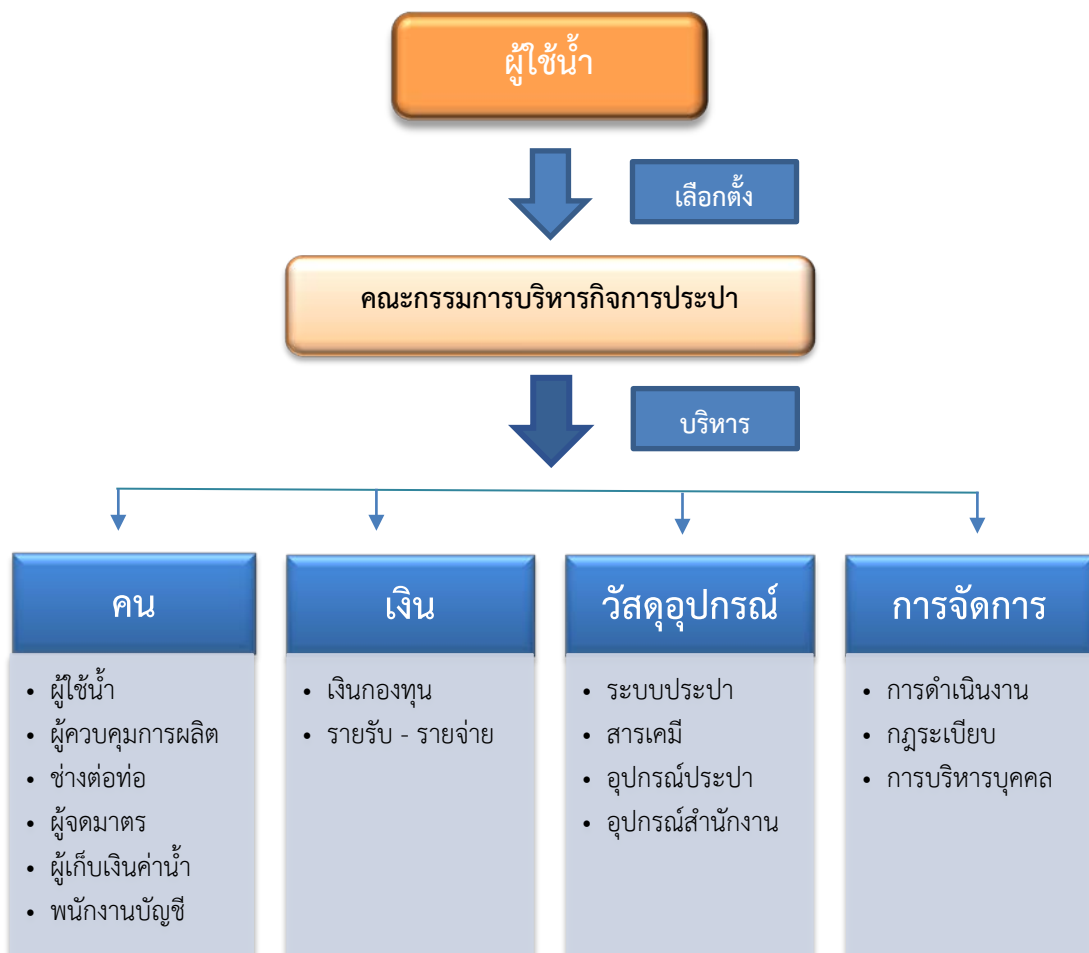 ผู้ใช้น้ำ
เลือกตั้ง
คณะกรรมการบริหารกิจการประปา
บริหาร
คน
• ผู้ใช้น้ำ
• ผู้ควบคุมการผลิต
• ช่างต่อท่อ
• ผู้จดมาตร
• ผู้เก็บเงินค่าน้ำ
• พนักงานบัญชี
เงิน
• เงินกองทุน
• รายรับ - รายจ่าย
วัสดุอุปกรณ์
• ระบบประปา
• สารเคมี
• อุปกรณ์ประปา
• อุปกรณ์สำนักงาน
การจัดการ
• การดำเนินงาน
• กฎระเบียบ
• การบริหารบุคคล